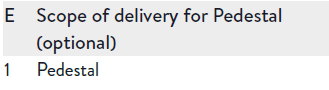 E Scope of delivery for Pedestal
(optional)
1 Pedestal